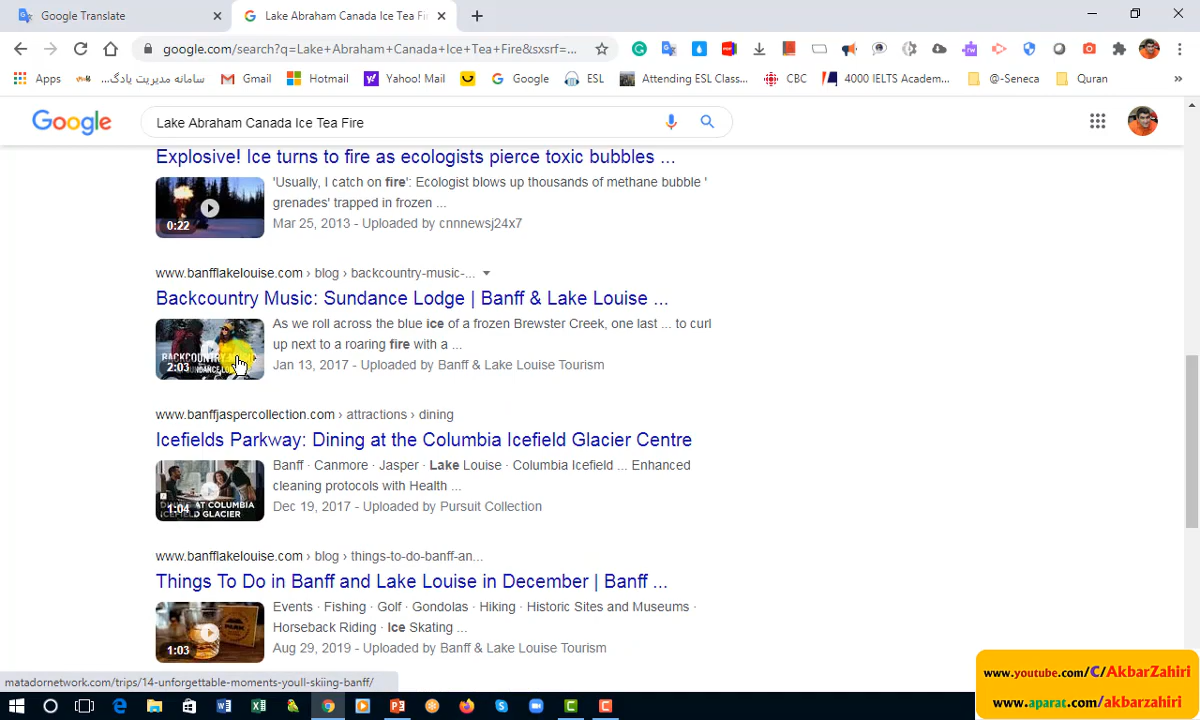 Google Translate
Lake Abraham Canada Ice Tea Fire
google.com/search?q=Lake+Abraham+Canada+Ice+Tea+Fire&sxsrf=...
Apps
سامانه مدیریت یادگ...
Gmail
Hotmail
Yahoo! Mail
Google
ESL
Attending ESL Class...
CBC
4000 IELTS Academ...
@-Seneca
Quran
»
Google
Lake Abraham Canada Ice Tea Fire
Explosive! Ice turns to fire as ecologists pierce toxic bubbles ...
'Usually, I catch on fire': Ecologist blows up thousands of methane bubble '
grenades' trapped in frozen ...
0:22
Mar 25, 2013 - Uploaded by cnnnewsj24x7
www.banfflakelouise.com › blog › backcountry-music-...
Backcountry Music: Sundance Lodge | Banff & Lake Louise ...
As we roll across the blue ice of a frozen Brewster Creek, one last ... to curl
up next to a roaring fire with a ...
BACKCOUNTRY MUSIC
2:03
Jan 13, 2017 - Uploaded by Banff & Lake Louise Tourism
www.banffjaspercollection.com › attractions › dining
Icefields Parkway: Dining at the Columbia Icefield Glacier Centre
Banff · Canmore · Jasper · Lake Louise · Columbia Icefield ... Enhanced
cleaning protocols with Health ...
DINING AT COLUMBIA
ICEFIELD GLACIER
1:04
Dec 19, 2017 - Uploaded by Pursuit Collection
www.banfflakelouise.com › blog › things-to-do-banff-an...
Things To Do in Banff and Lake Louise in December | Banff ...
Events · Fishing · Golf · Gondolas · Hiking · Historic Sites and Museums ·
Horseback Riding · Ice Skating ...
PARK
1:03
Aug 29, 2019 - Uploaded by Banff & Lake Louise Tourism
matadornetwork.com/trips/14-unforgettable-moments-youll-skiing-banff/
www.youtube.com/C/AkbarZahiri
www.aparat.com/akbarzahiri